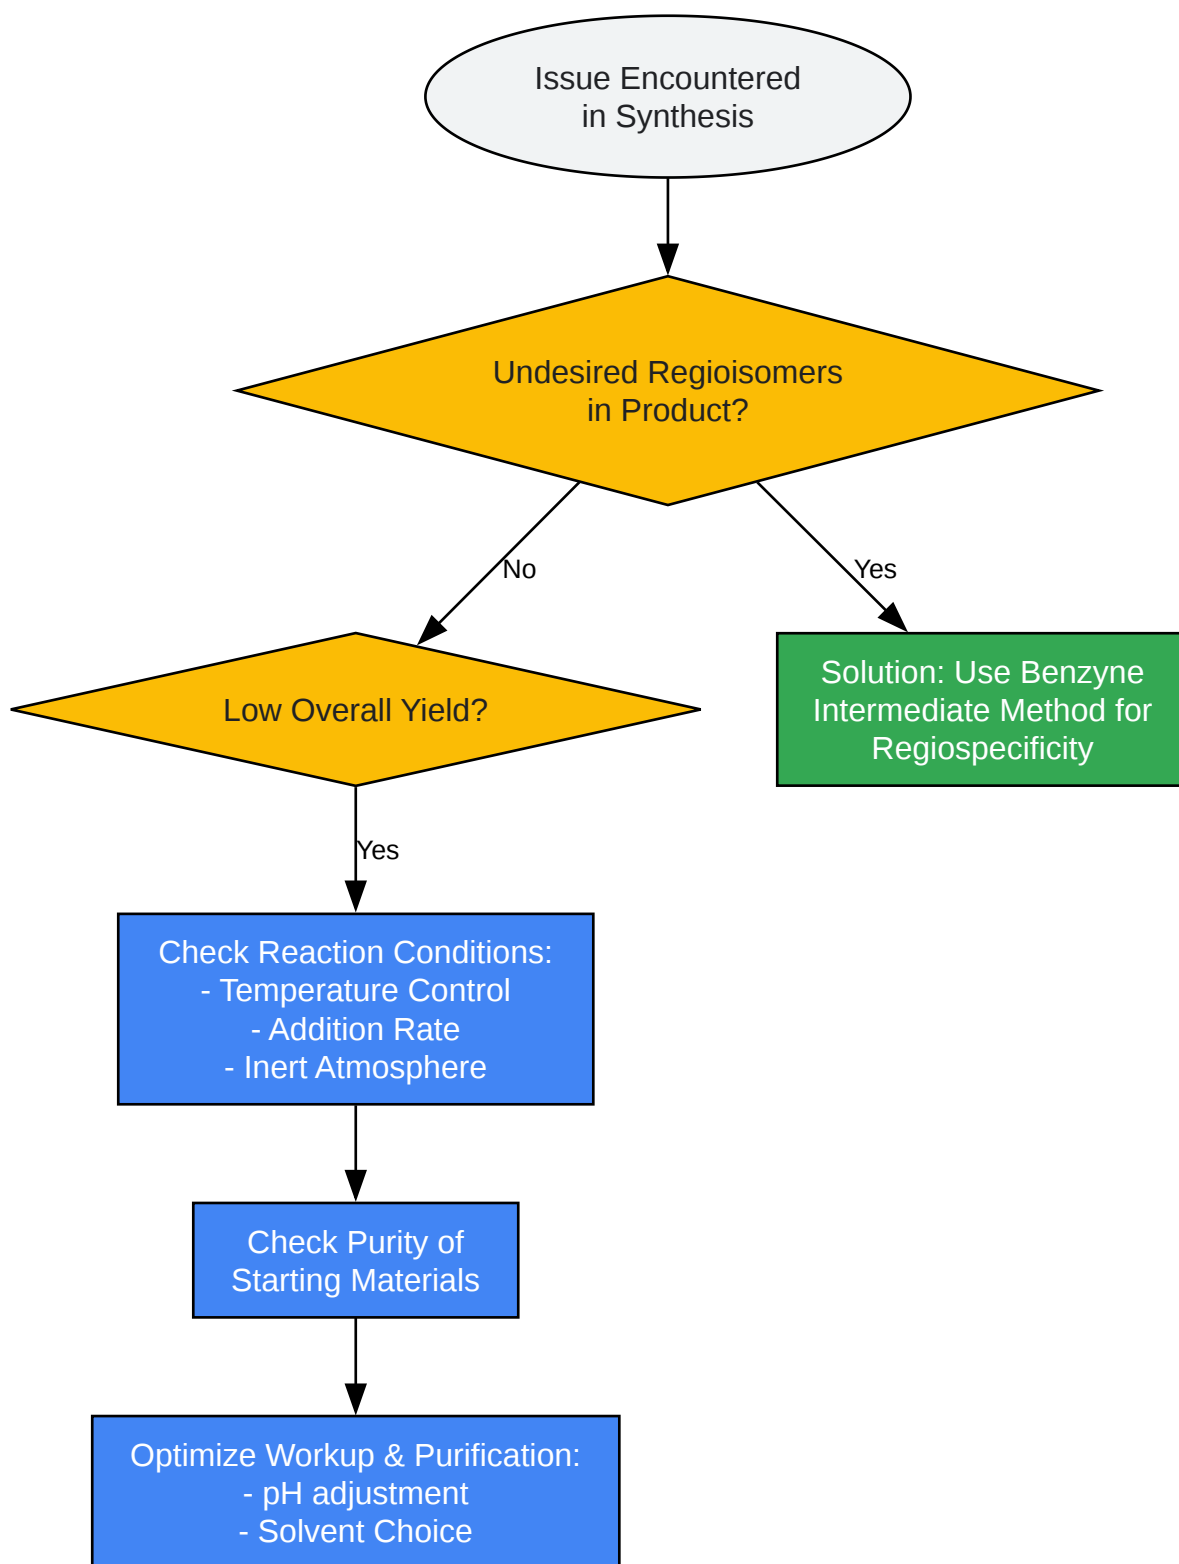 Issue Encountered
in Synthesis
Undesired Regioisomers
in Product?
No
Yes
Low Overall Yield?
Solution: Use Benzyne
Intermediate Method for
Regiospecificity
Yes
Check Reaction Conditions:
- Temperature Control
- Addition Rate
- Inert Atmosphere
Check Purity of
Starting Materials
Optimize Workup & Purification:
- pH adjustment
- Solvent Choice